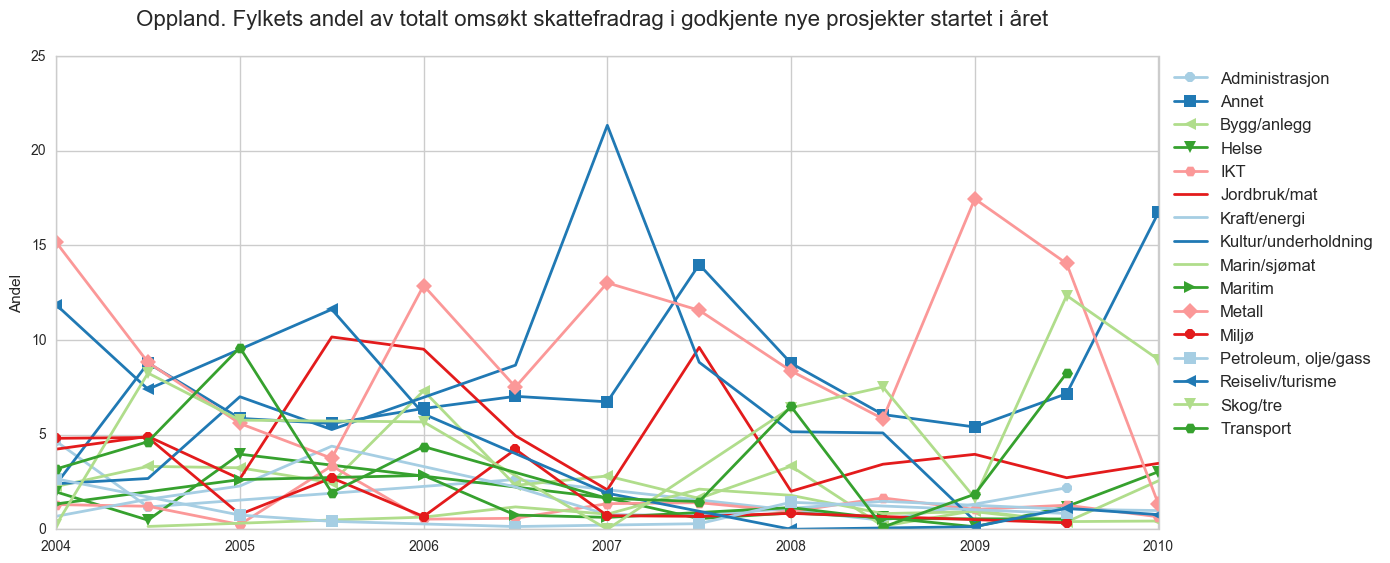 Oppland. Fylkets andel av totalt omsøkt skattefradrag i godkjente nye prosjekter startet i året
25
20
15
10
5
0
Andel
2004 2005 2006 2007 2008 2009 2010
Administrasjon
Annet
Bygg/anlegg
Helse
IKT
Jordbruk/mat
Kraft/energi
Kultur/underholdning
Marin/sjømat
Maritim
Metall
Miljø
Petroleum, olje/gass
Reiseliv/turisme
Skog/tre
Transport